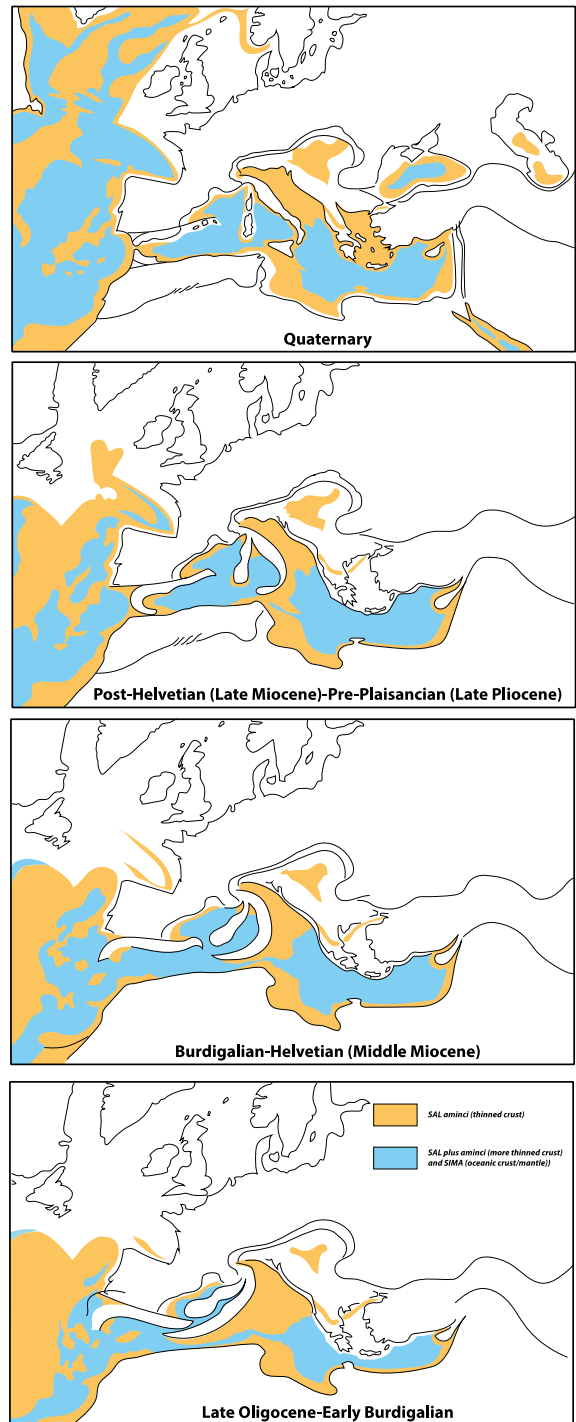 Quaternary
Post-Helvetian (Late Miocene)-Pre-Plaisancian (Late Pliocene)
Burdigalian-Helvetian (Middle Miocene)
SAL aminci (thinned crust)
SAL plus aminci (more thinned crust)
and SIMA (oceanic crust/mantle))
Late Oligocene-Early Burdigalian